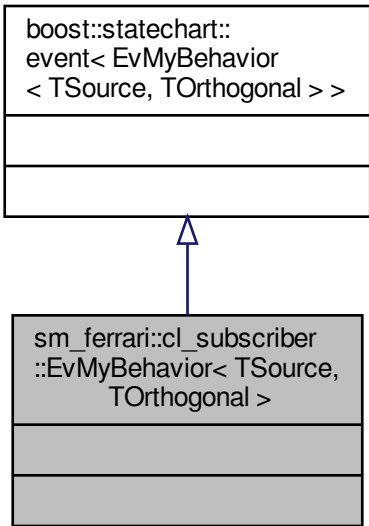 boost::statechart::
event< EvMyBehavior
< TSource, TOrthogonal > >
sm_ferrari::cl_subscriber
::EvMyBehavior< TSource,
TOrthogonal >